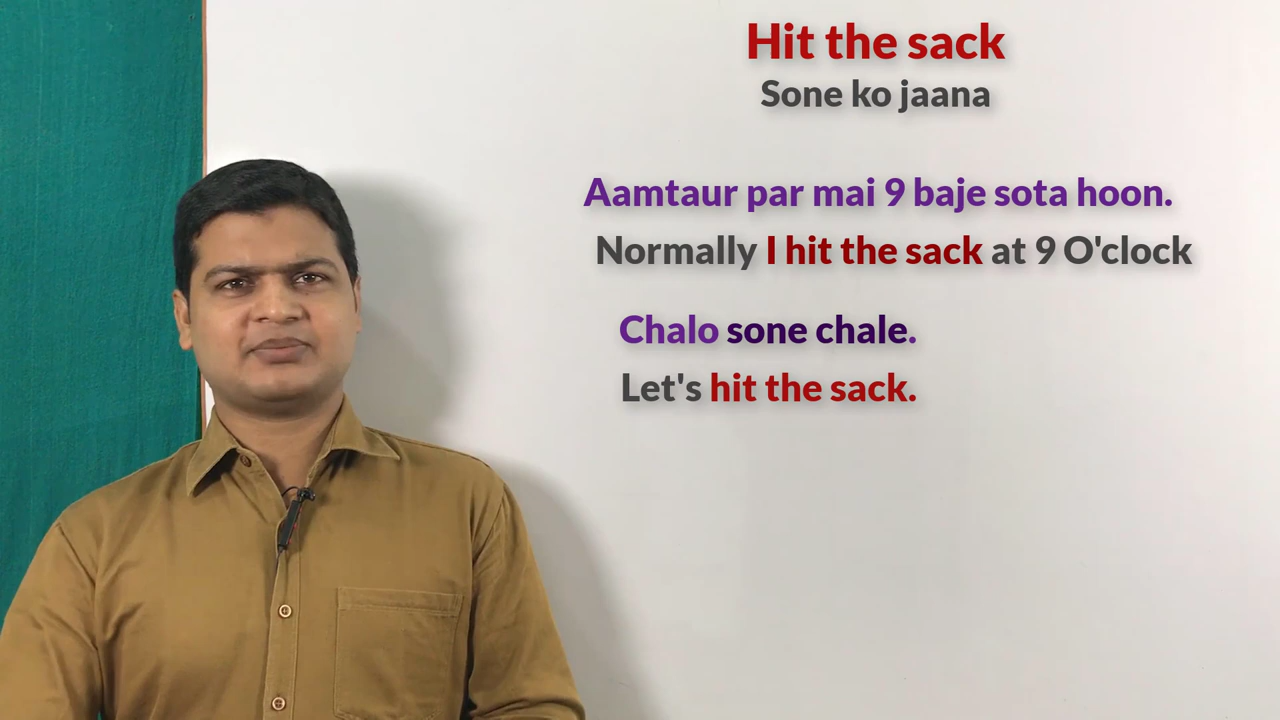 Hit the sack
Sone ko jaana
Aamtaur par mai 9 baje sota hoon.
Normally I hit the sack at 9 O'clock
Chalo sone chale.
Let's hit the sack.